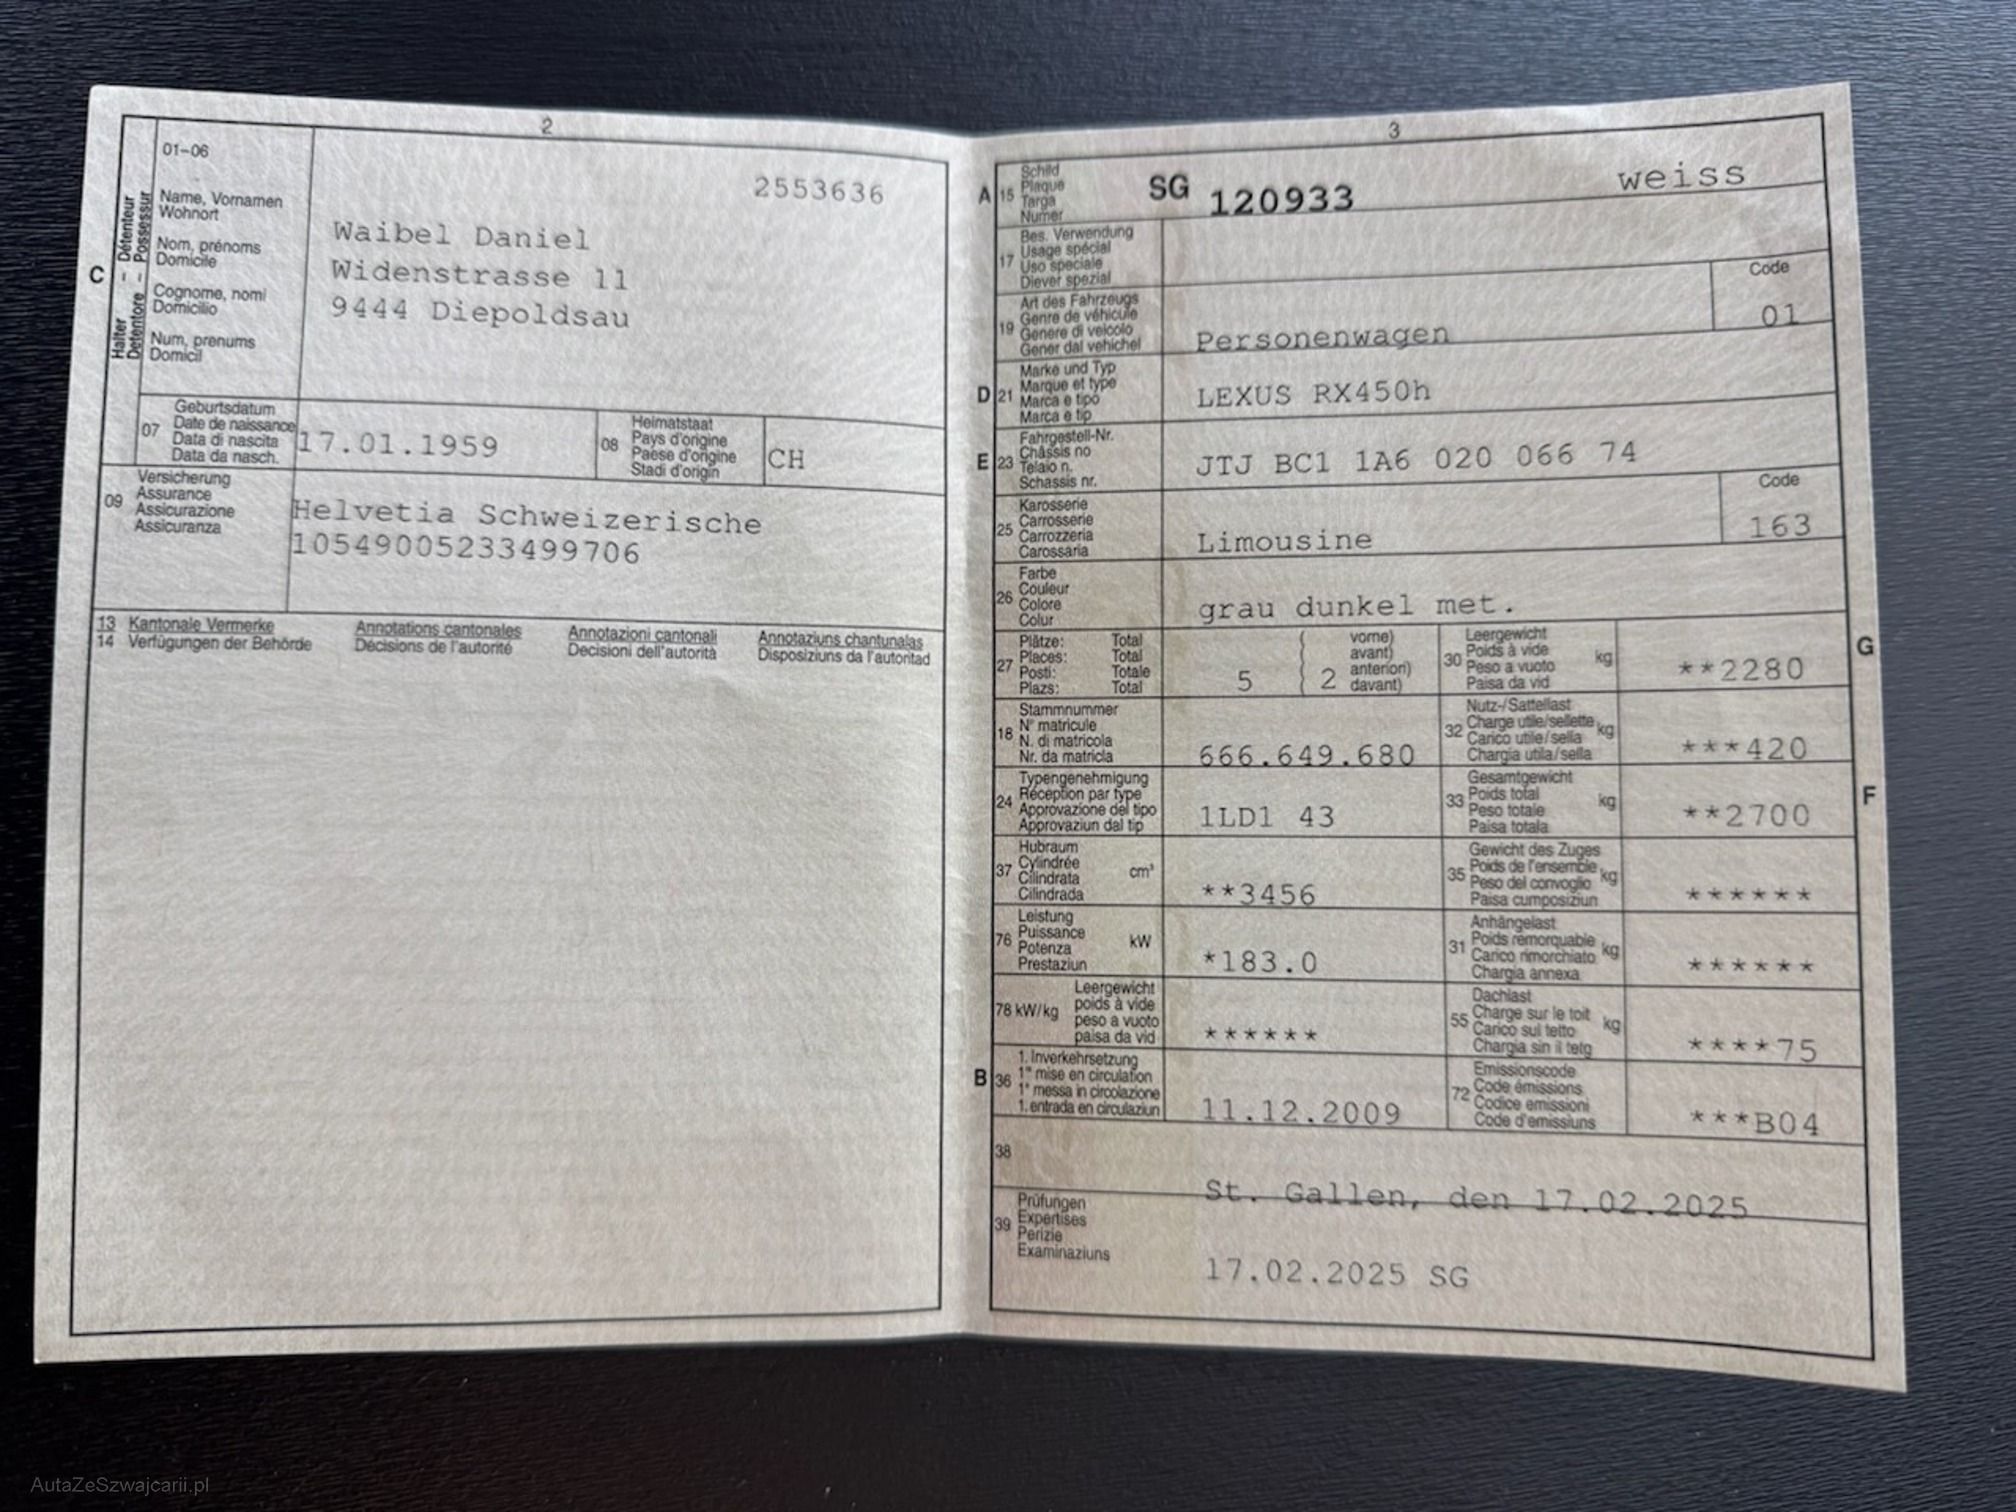 2
01-06
2553636
C
Halter - Détenteur
Detentore - Possessur
Name, Vornamen
Wohnort
Nom, prénoms
Domicile
Cognome, nomi
Domicilio
Num, prenums
Domicil
Waibel Daniel
Widenstrasse 11
9444 Diepoldsau
07
Geburtsdatum
Date de naissance
Data di nascita
Data da nasch.
17.01.1959
08
Heimatstaat
Pays d'origine
Paese d'origine
Stadi d'origin
CH
09
Versicherung
Assurance
Assicurazione
Assicuranza
Helvetia Schweizerische
10549005233499706
13 Kantonale Vermerke Annotations cantonales Annotazioni cantonali Annotaziuns chantunalas
14 Verfügungen der Behörde Décisions de l'autorité Decisioni dell'autorità Disposiziuns da l'autoritad
3
A 15
Schild
Plaque
Targa
Numer
SG 120933 weiss
17
Bes. Verwendung
Usage spécial
Uso speciale
Diever spezial
19
Art des Fahrzeugs
Genre de véhicule
Genere di veicolo
Gener dal vehichel
Personenwagen
Code
01
D 21
Marke und Typ
Marque et type
Marca e tipo
Marca e tip
LEXUS RX450h
E 23
Fahrgestell-Nr.
Châssis no
Telaio n.
Schassis nr.
JTJ BC1 1A6 020 066 74
25
Karosserie
Carrosserie
Carrozzeria
Carossaria
Limousine
Code
163
26
Farbe
Couleur
Colore
Colur
grau dunkel met.
27
Plätze: Total
Places: Total
Posti: Totale
Plazs: Total
5 ( 2
vorne)
avant)
anteriori)
davant)
30
Leergewicht
Poids à vide
Peso a vuoto
Paisa da vid
kg
**2280
G
18
Stammnummer
N° matricule
N. di matricola
Nr. da matricla
666.649.680
32
Nutz-/Sattellast
Charge utile/sellette
Carico utile/sella
Chargia utila/sella
kg
***420
24
Typengenehmigung
Réception par type
Approvazione del tipo
Approvaziun dal tip
1LD1 43
33
Gesamtgewicht
Poids total
Peso totale
Paisa totala
kg
**2700
F
37
Hubraum
Cylindrée
Cilindrata
Cilindrada
cm³
**3456
35
Gewicht des Zuges
Poids de l'ensemble
Peso del convoglio
Paisa cumposiziun
kg
******
76
Leistung
Puissance
Potenza
Prestaziun
kW
*183.0
31
Anhängelast
Poids remorquable
Carico rimorchiato
Chargia annexa
kg
******
78 kW/kg
Leergewicht
poids à vide
peso a vuoto
paisa da vid
******
55
Dachlast
Charge sur le toit
Carico sul tetto
Chargia sin il tetg
kg
****75
B 36
1. Inverkehrsetzung
1re mise en circulation
1a messa in circolazione
1. entrada en circulaziun
11.12.2009
72
Emissionscode
Code émissions
Codice emissioni
Code d'emissiuns
***B04
38
St. Gallen, den 17.02.2025
39
Prüfungen
Expertises
Perizie
Examinaziuns
17.02.2025 SG
AutaZeSzwajcarii.pl